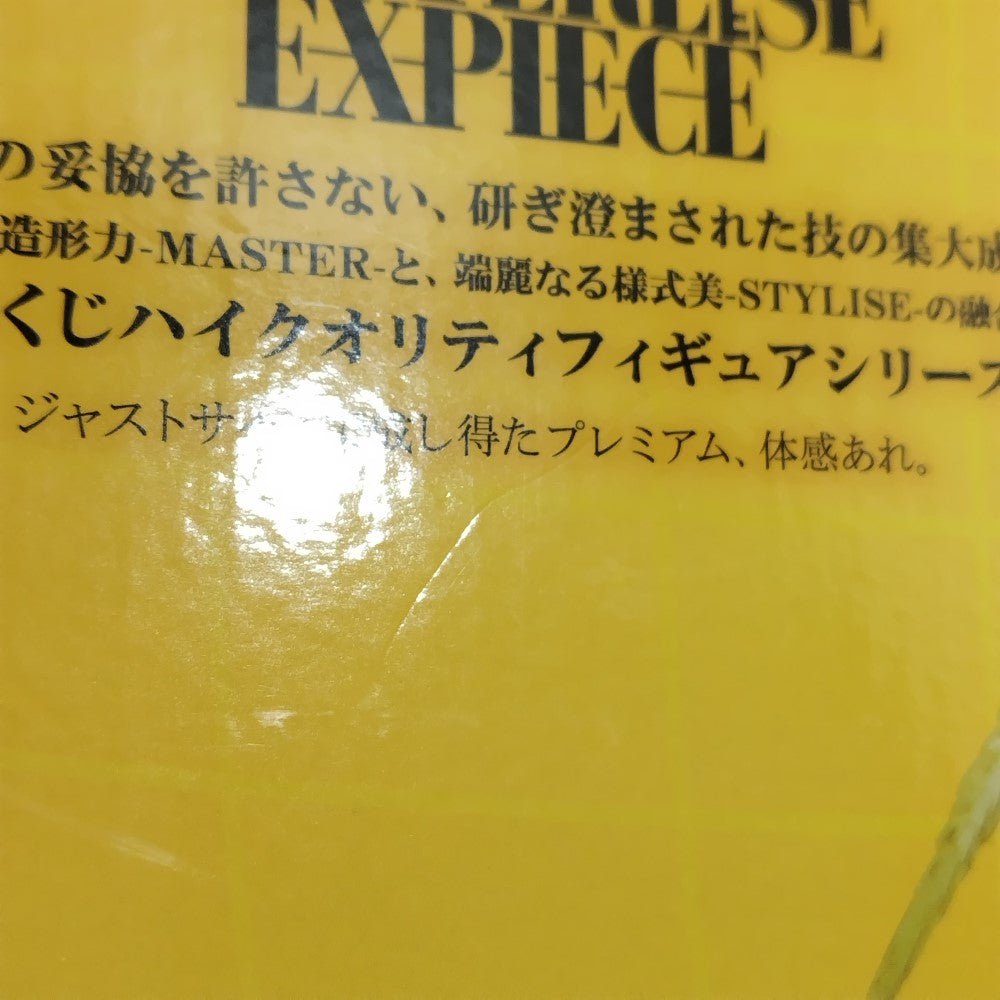 EXPIECE
の妥協を許さない、研ぎ澄まされた技の集大成
造形力-MASTER-と、端麗なる様式美-STYLISE-の融
くじハイクオリティフィギュアシリーズ
ジャストサ し得たプレミアム、体感あれ。